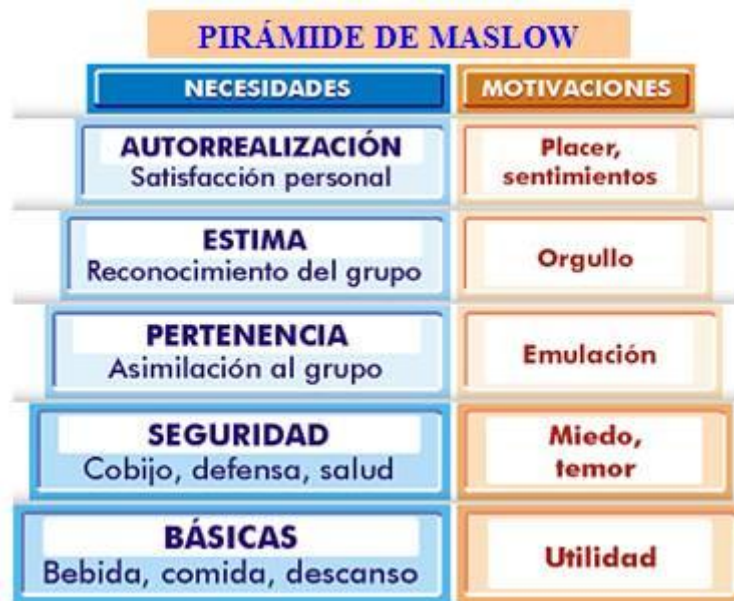 PIRÁMIDE DE MASLOW
NECESIDADES
MOTIVACIONES
AUTORREALIZACIÓN
Satisfacción personal
Placer,
sentimientos
ESTIMA
Reconocimiento del grupo
Orgullo
PERTENENCIA
Asimilación al grupo
Emulación
SEGURIDAD
Cobijo, defensa, salud
Miedo,
temor
BÁSICAS
Bebida, comida, descanso
Utilidad